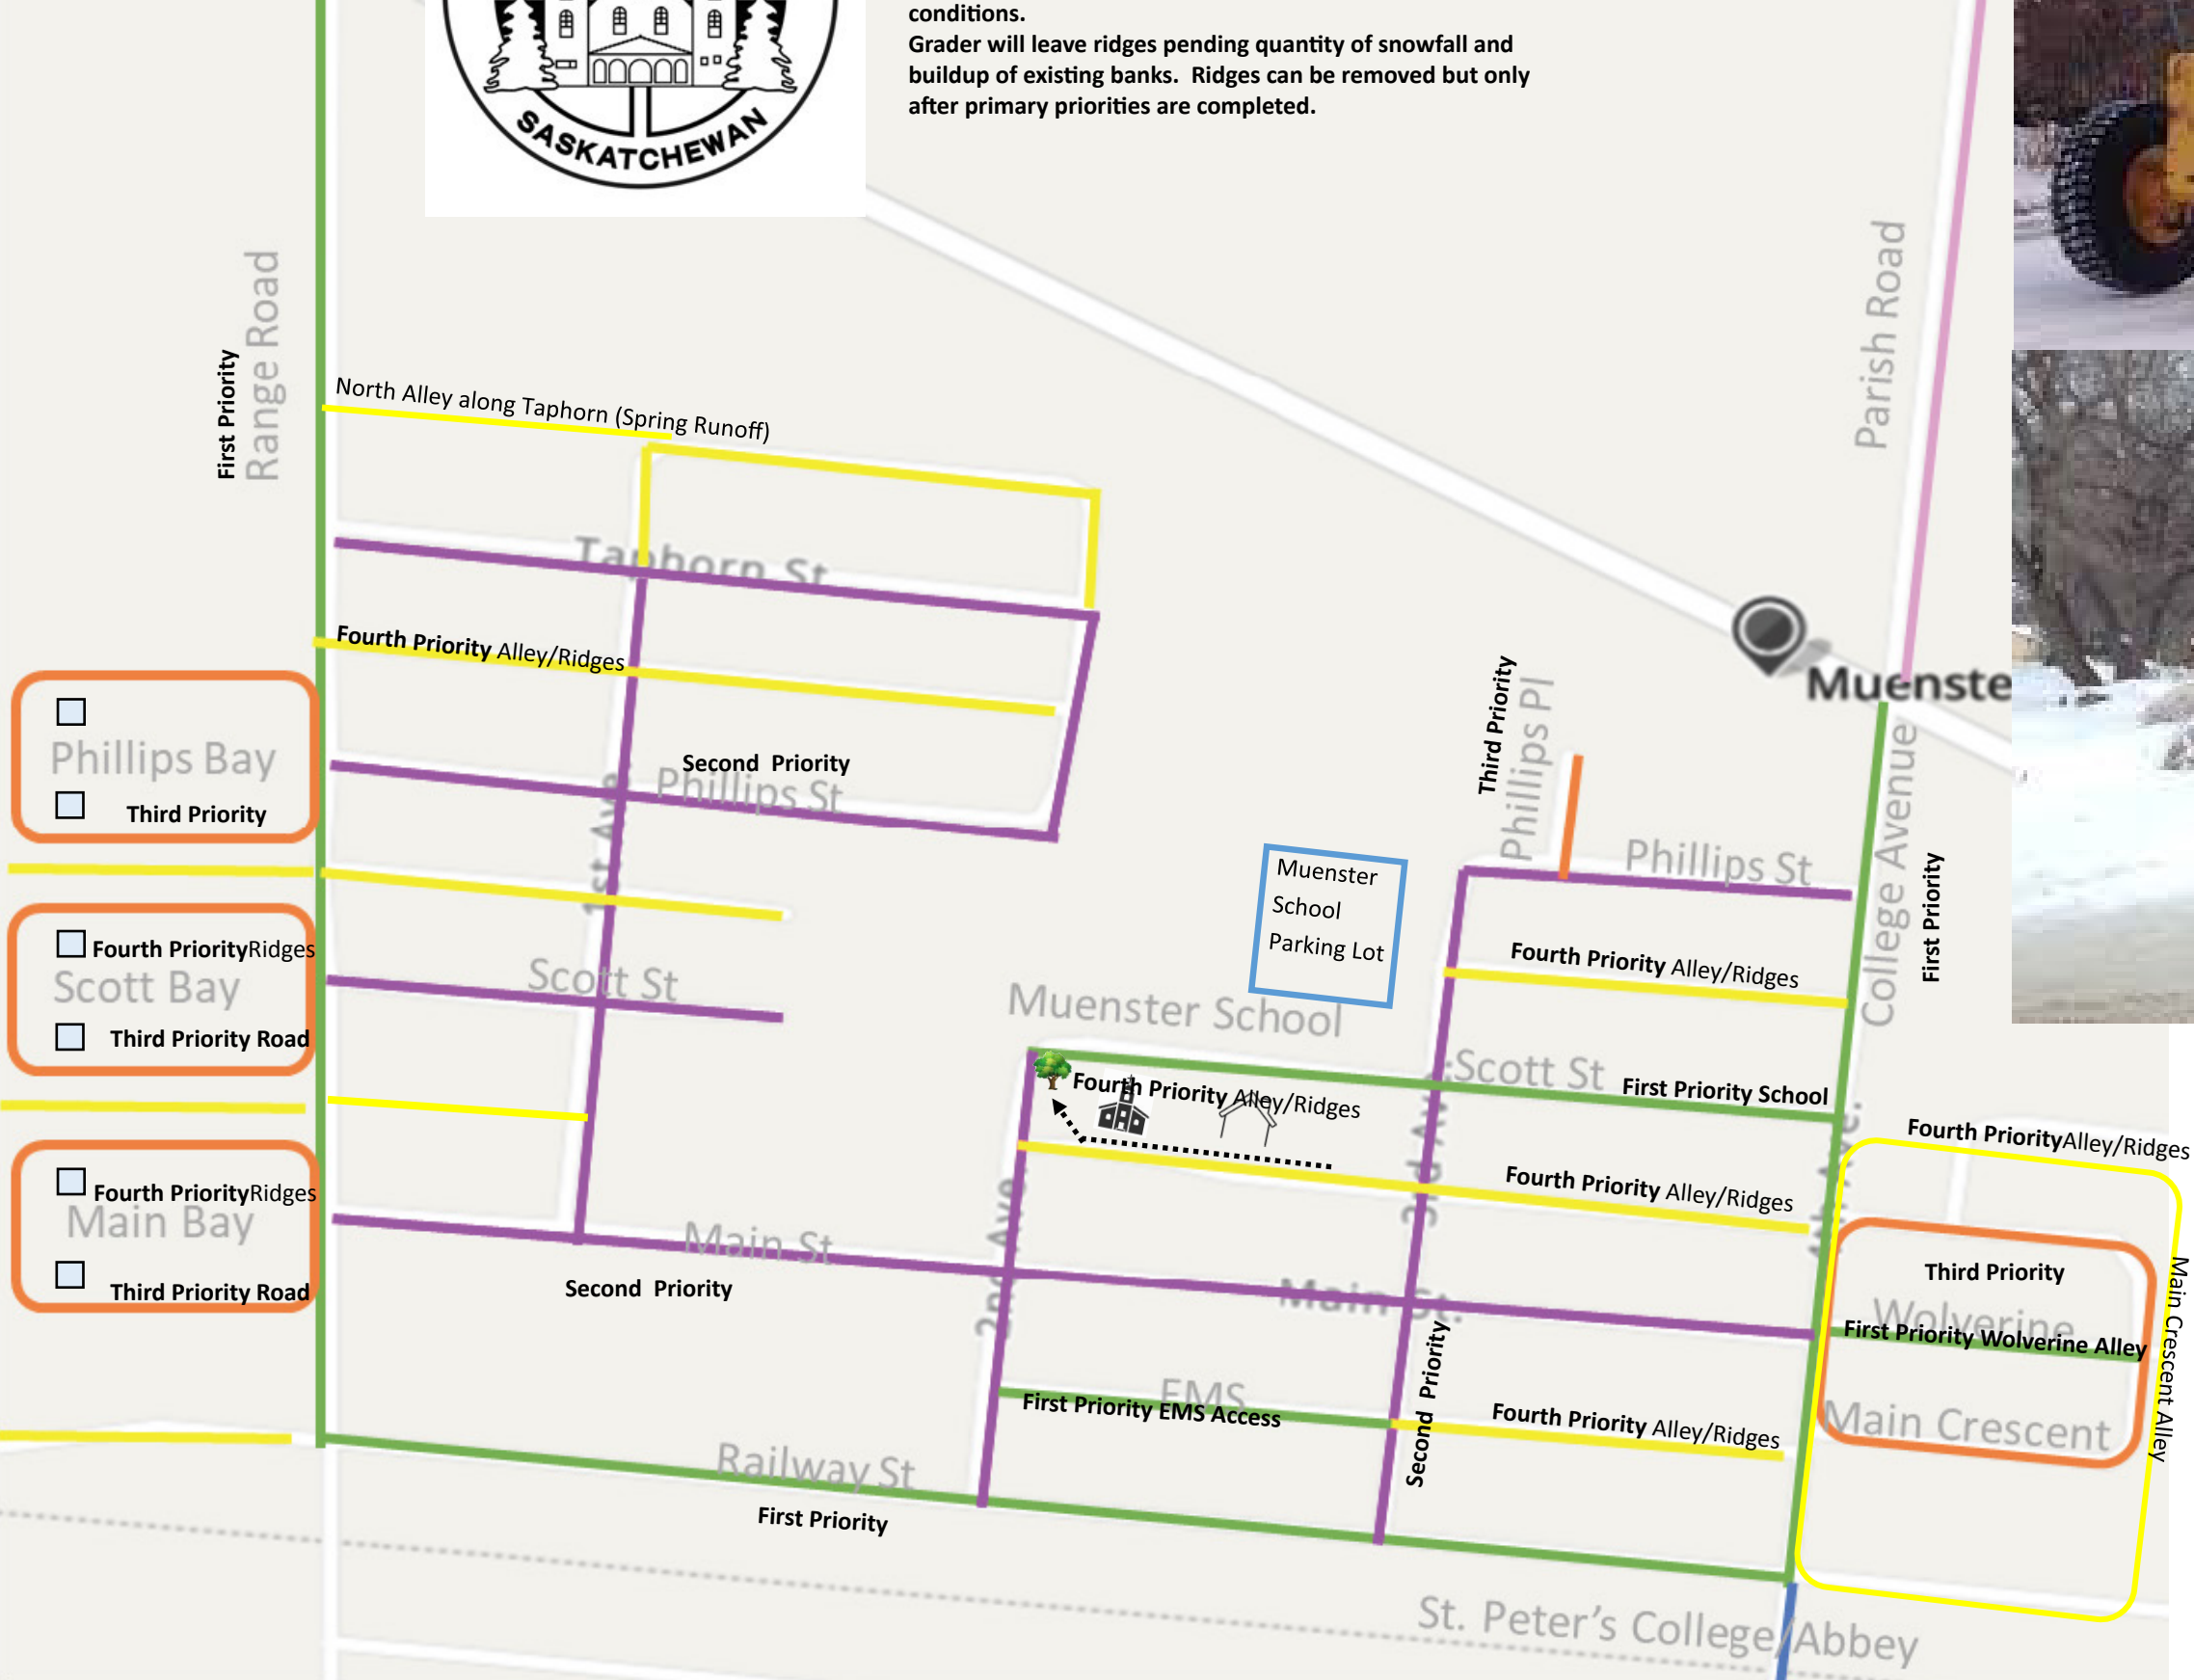 conditions.
Grader will leave ridges pending quantity of snowfall and
buildup of existing banks.  Ridges can be removed but only
after primary priorities are completed.
SASKATCHEWAN
First Priority
Range Road
Parish Road
North Alley along Taphorn (Spring Runoff)
Taphorn St
Fourth Priority Alley/Ridges
Muenste
Phillips Bay
Third Priority
Second  Priority
Phillips St
1st Ave
Third Priority
Phillips Pl
Phillips St
College Avenue
First Priority
Muenster
School
Parking Lot
Fourth Priority Alley/Ridges
Fourth PriorityRidges
Scott Bay
Third Priority Road
Scott St
Muenster School
Scott St
First Priority School
Fourth Priority Alley/Ridges
3rd Ave.
Fourth PriorityAlley/Ridges
Fourth Priority Alley/Ridges
Fourth PriorityRidges
Main Bay
Third Priority Road
Main St
Second  Priority
2nd Ave
Main St.
Third Priority
Wolverine
First Priority Wolverine Alley
Main Crescent
Main Crescent Alley
EMS
First Priority EMS Access
Second  Priority
Fourth Priority Alley/Ridges
Railway St
First Priority
St. Peter's College/Abbey